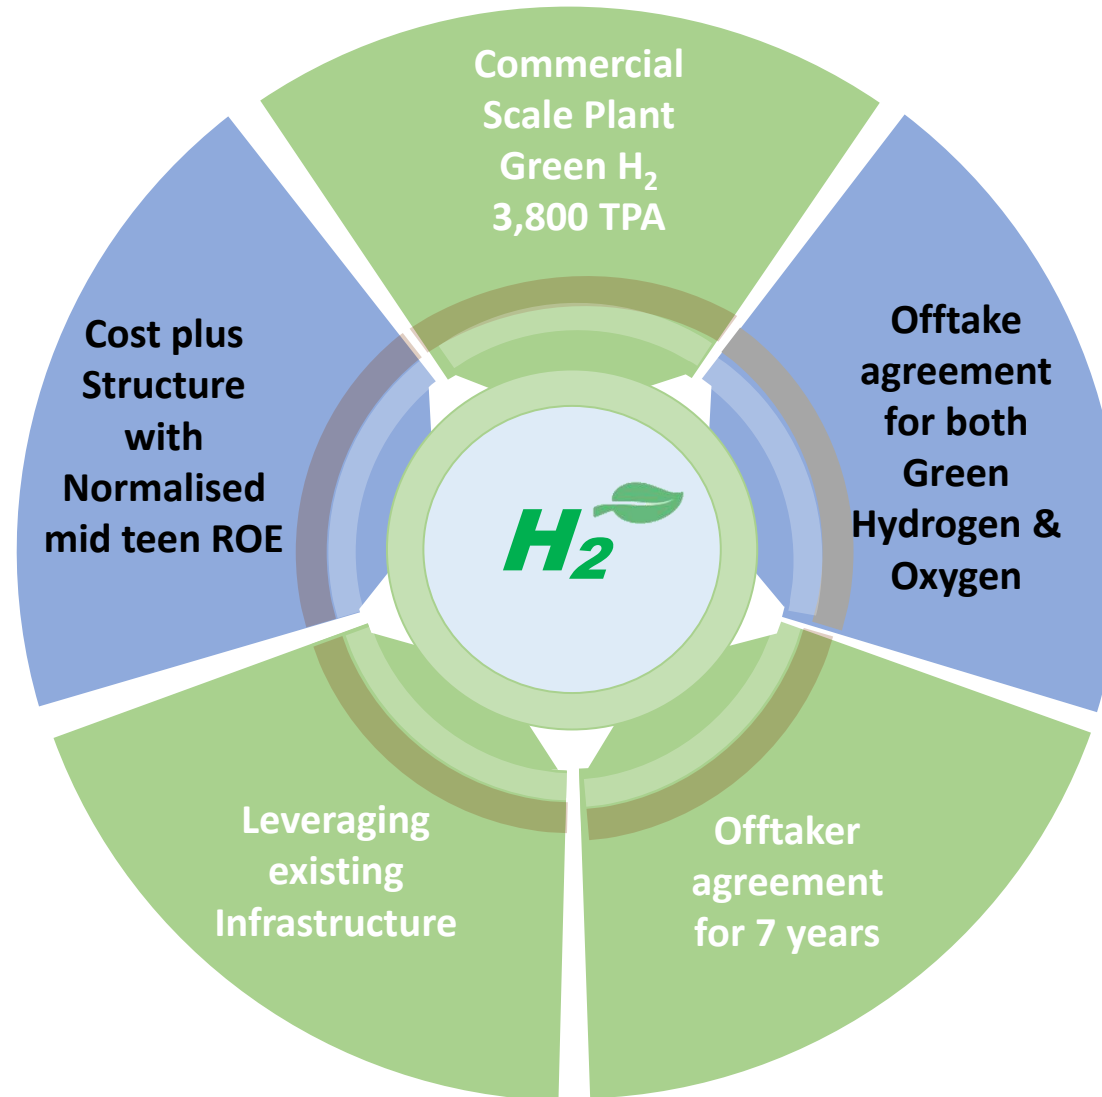 Commercial
Scale Plant
Green H₂
3,800 TPA
Offtake
agreement
for both
Green
Hydrogen &
Oxygen
Offtaker
agreement
for 7 years
Leveraging
existing
Infrastructure
Cost plus
Structure
with
Normalised
mid teen ROE
H₂